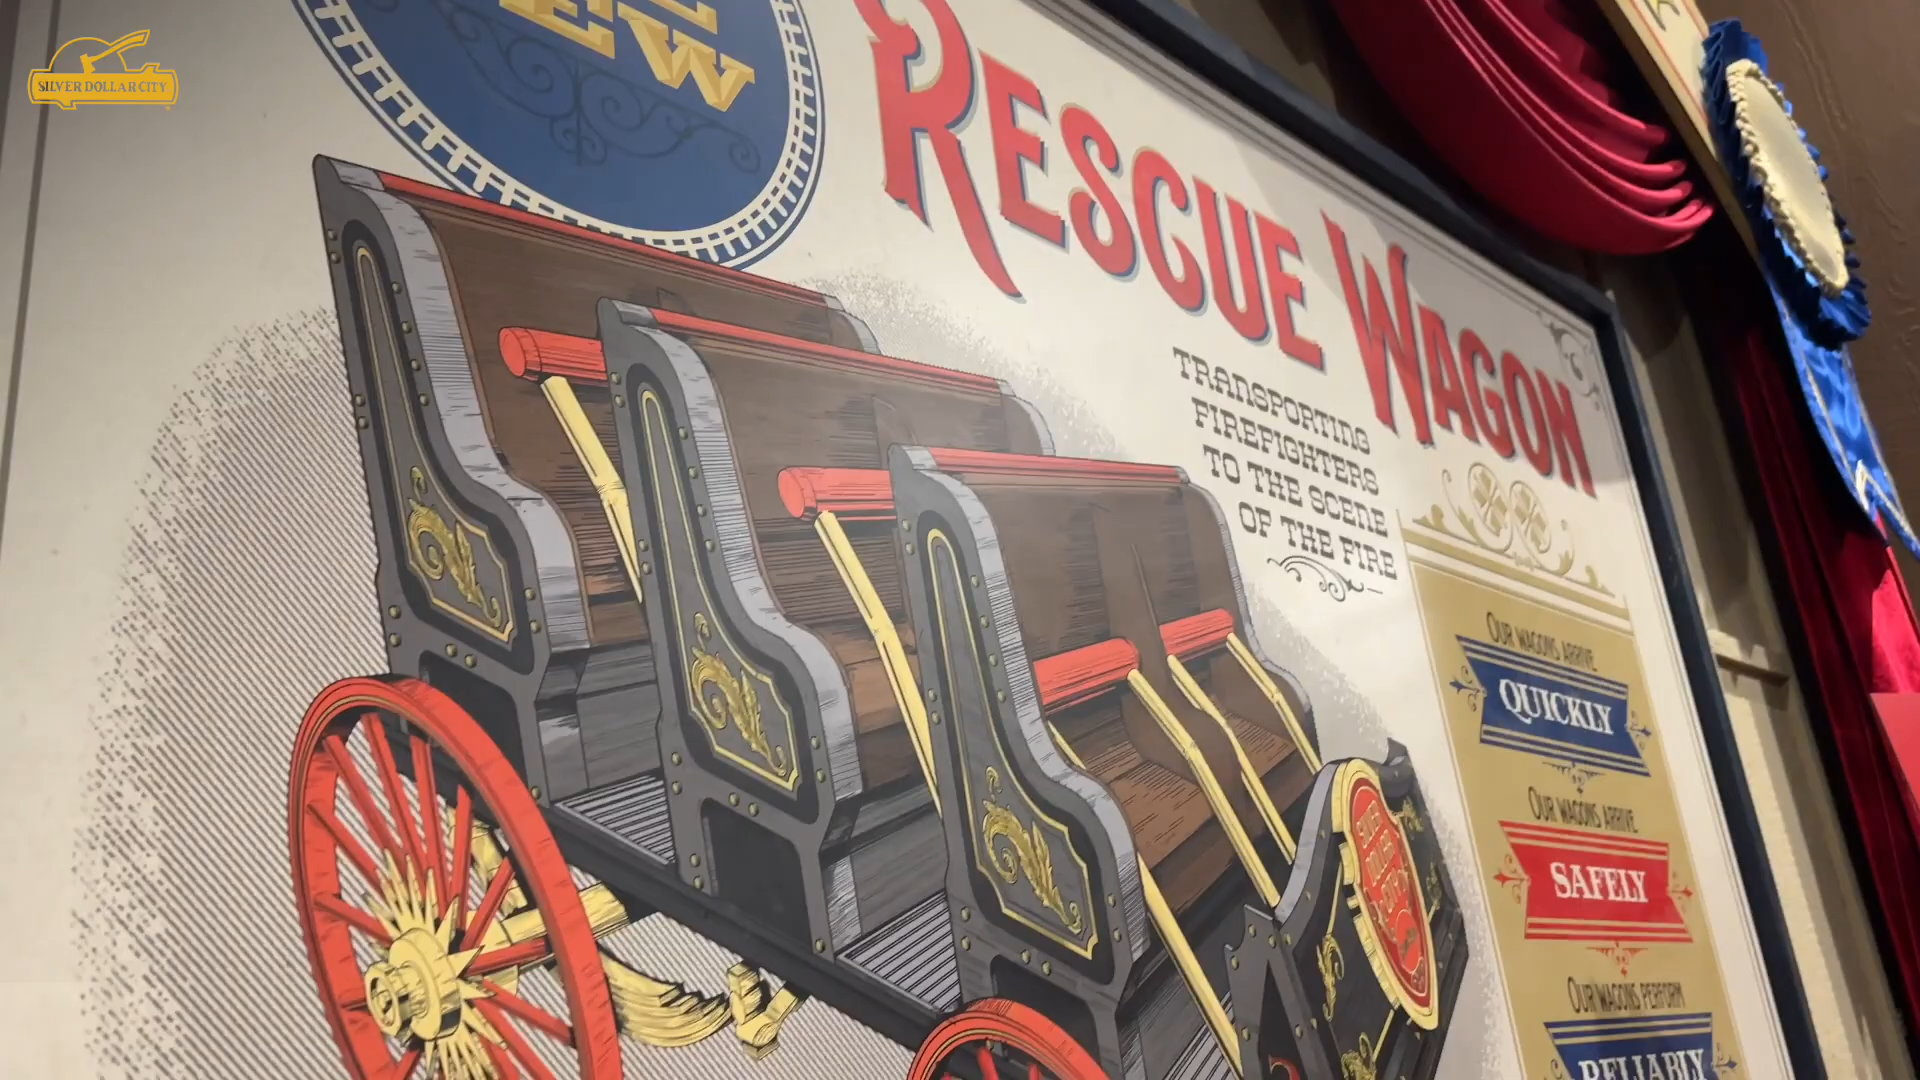 SILVER DOLLAR CITY
RESCUE WAGON
TRANSPORTING
FIREFIGHTERS
TO THE SCENE
OF THE FIRE
OUR WAGONS ARRIVE
QUICKLY
OUR WAGONS ARRIVE
SAFELY
OUR WAGONS PERFORM
RELIABLY